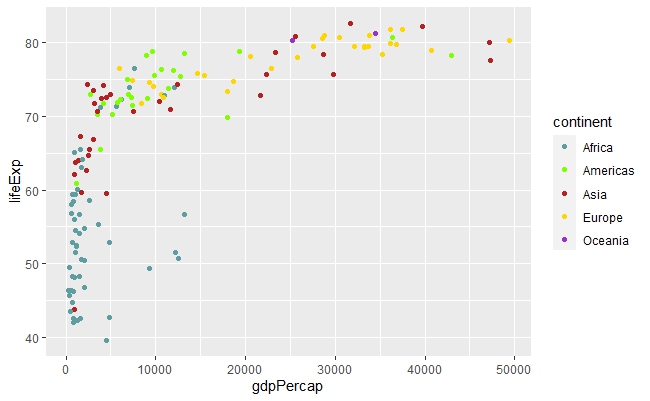 80
70
60
50
40
lifeExp
0
10000
20000
30000
40000
50000
gdpPercap
continent
Africa
Americas
Asia
Europe
Oceania